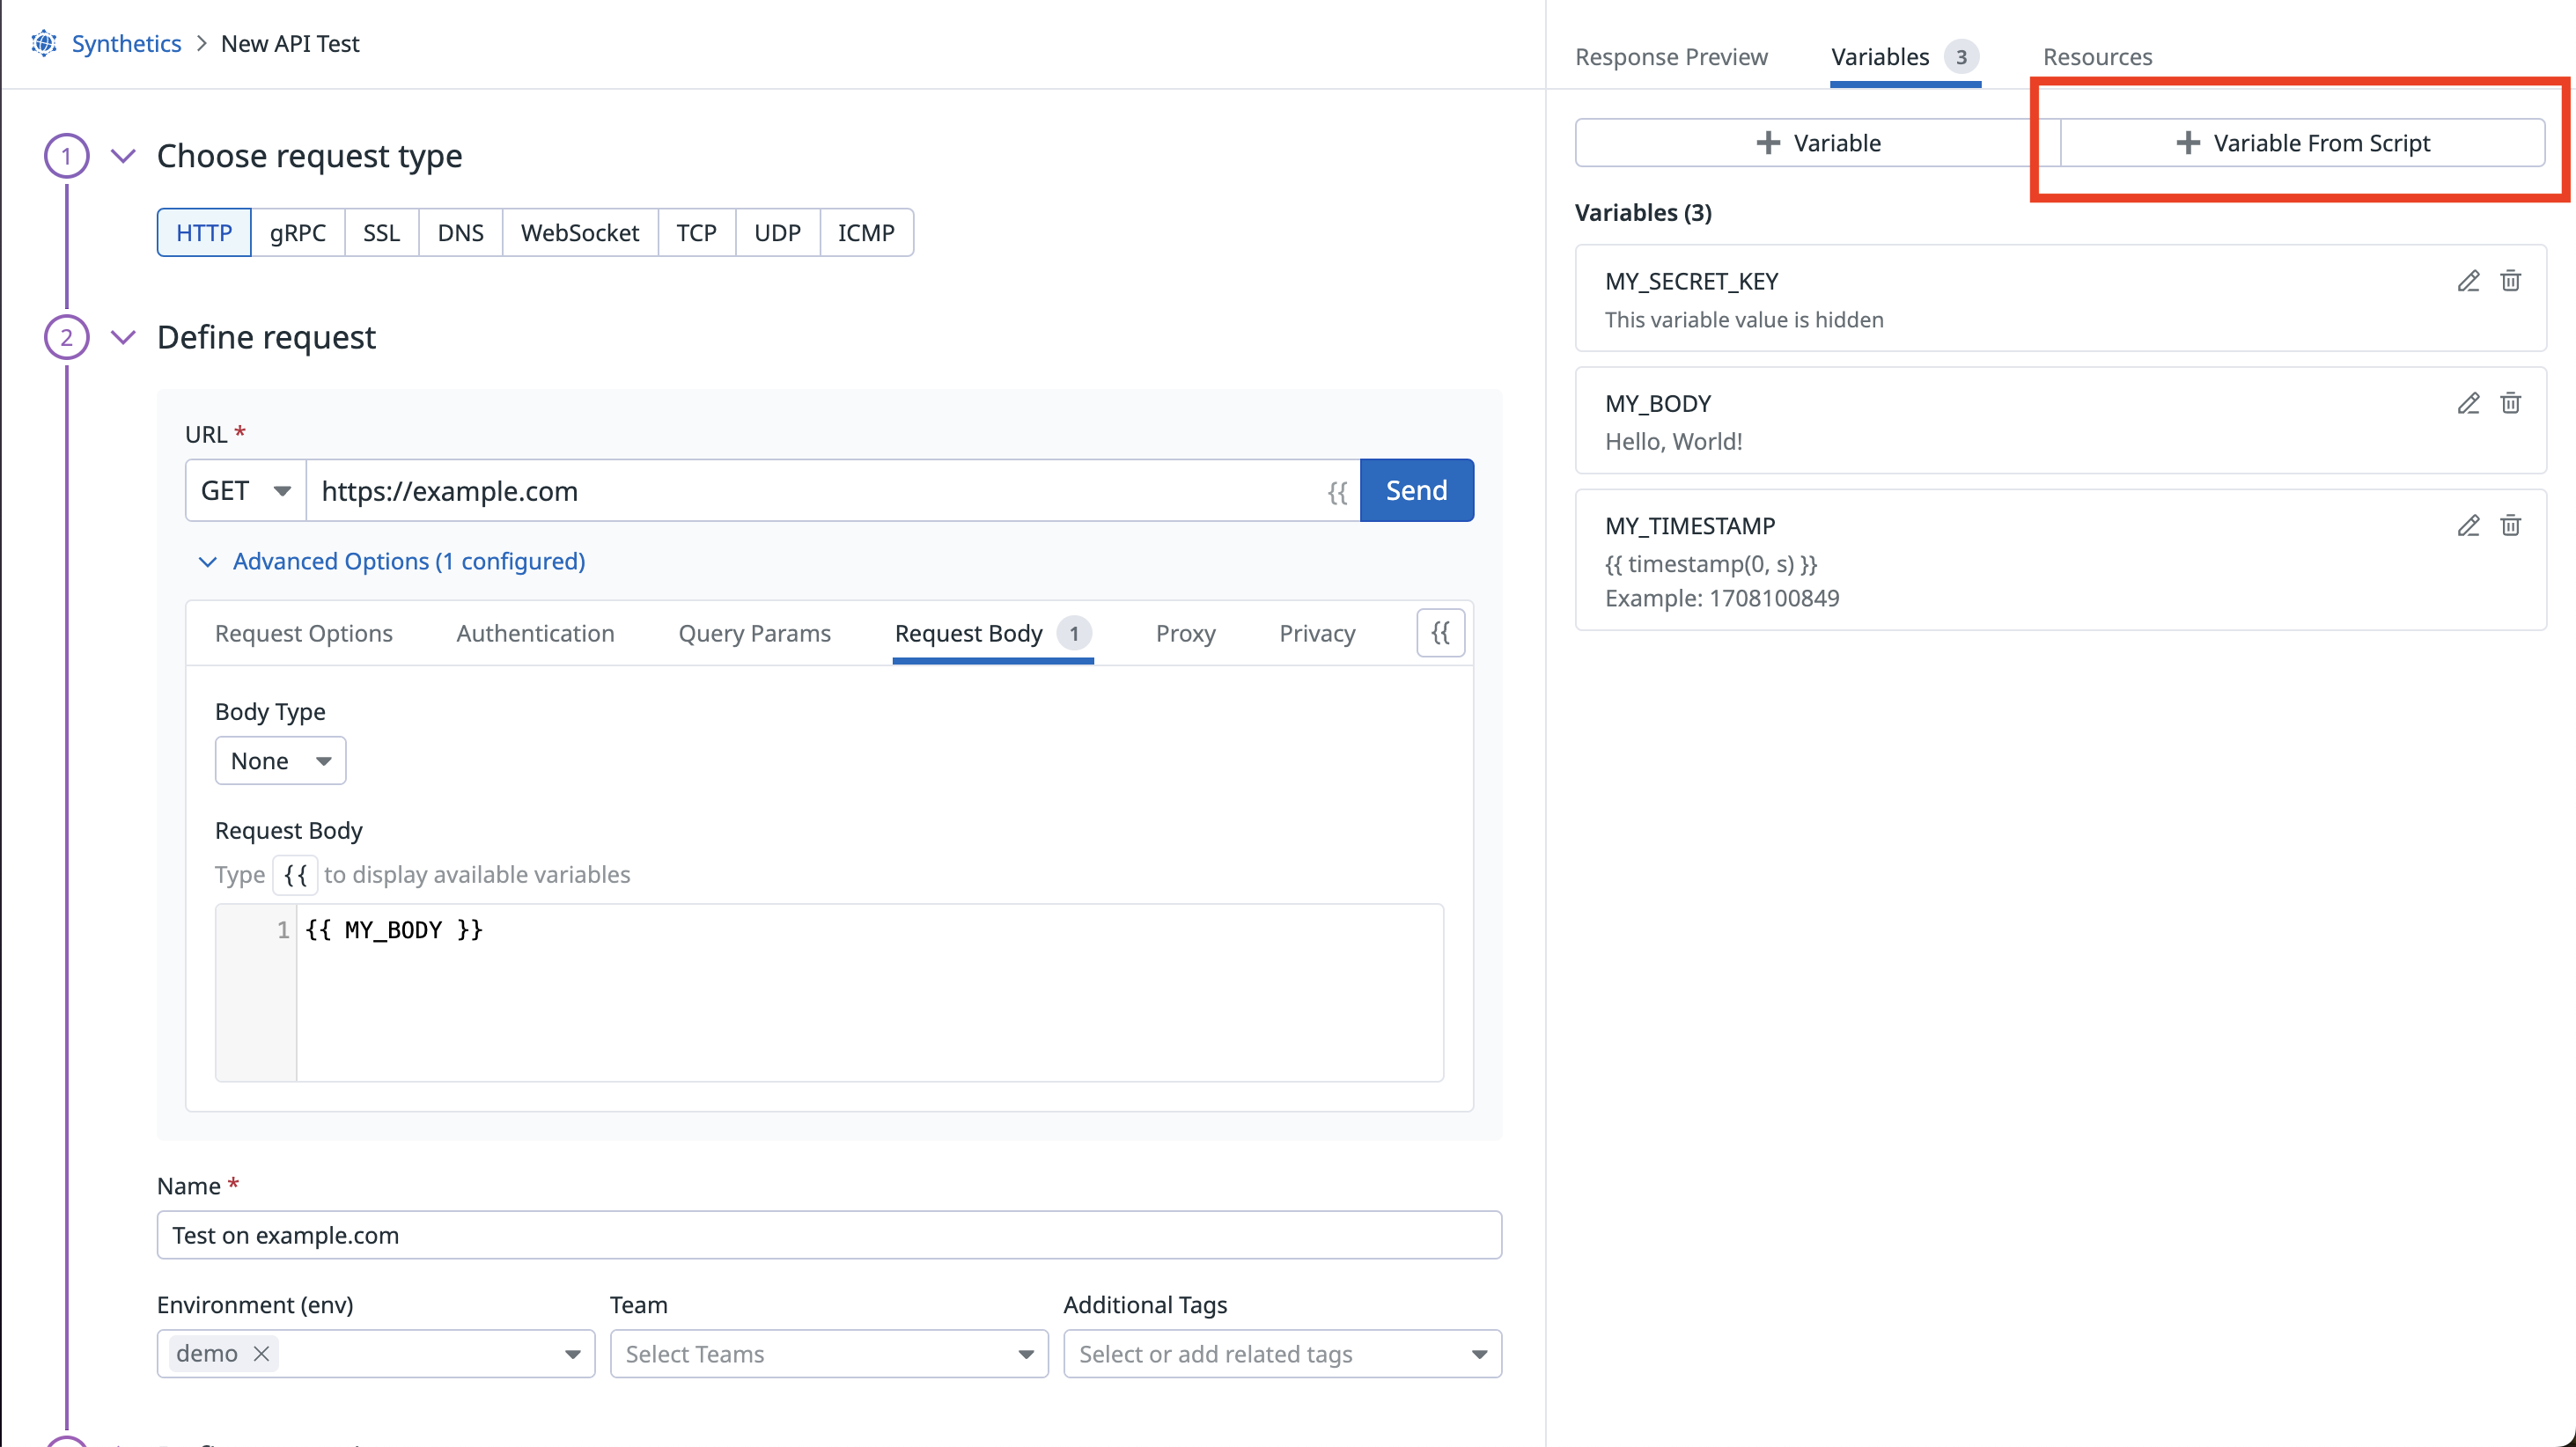 Synthetics > New API Test
1 Choose request type
HTTP gRPC SSL DNS WebSocket TCP UDP ICMP
2 Define request
URL *
GET https://example.com {{ Send
Advanced Options (1 configured)
Request Options Authentication Query Params Request Body 1 Proxy Privacy {{
Body Type
None
Request Body
Type {{ to display available variables
1 {{ MY_BODY }}
Name *
Test on example.com
Environment (env) Team Additional Tags
demo Select Teams Select or add related tags
Response Preview Variables 3 Resources
+ Variable + Variable From Script
Variables (3)
MY_SECRET_KEY
This variable value is hidden
MY_BODY
Hello, World!
MY_TIMESTAMP
{{ timestamp(0, s) }}
Example: 1708100849